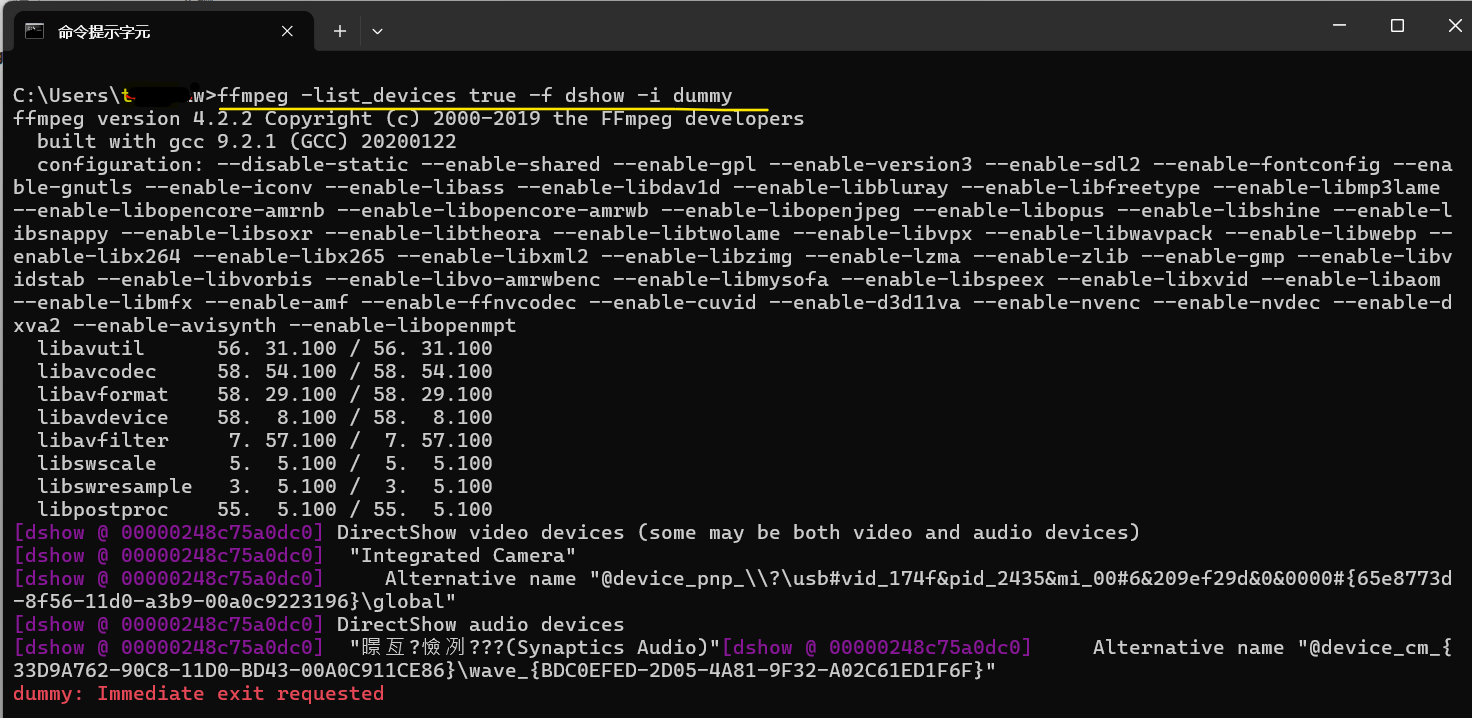 命令提示字元
C:\Users\t w>ffmpeg -list_devices true -f dshow -i dummy
ffmpeg version 4.2.2 Copyright (c) 2000-2019 the FFmpeg developers
  built with gcc 9.2.1 (GCC) 20200122
  configuration: --disable-static --enable-shared --enable-gpl --enable-version3 --enable-sdl2 --enable-fontconfig --ena
ble-gnutls --enable-iconv --enable-libass --enable-libdav1d --enable-libbluray --enable-libfreetype --enable-libmp3lame
--enable-libopencore-amrnb --enable-libopencore-amrwb --enable-libopenjpeg --enable-libopus --enable-libshine --enable-l
ibsnappy --enable-libsoxr --enable-libtheora --enable-libtwolame --enable-libvpx --enable-libwavpack --enable-libwebp --
enable-libx264 --enable-libx265 --enable-libxml2 --enable-libzimg --enable-lzma --enable-zlib --enable-gmp --enable-libv
idstab --enable-libvorbis --enable-libvo-amrwbenc --enable-libmysofa --enable-libspeex --enable-libxvid --enable-libaom
--enable-libmfx --enable-amf --enable-ffnvcodec --enable-cuvid --enable-d3d11va --enable-nvenc --enable-nvdec --enable-d
xva2 --enable-avisynth --enable-libopenmpt
  libavutil      56. 31.100 / 56. 31.100
  libavcodec     58. 54.100 / 58. 54.100
  libavformat    58. 29.100 / 58. 29.100
  libavdevice    58.  8.100 / 58.  8.100
  libavfilter     7. 57.100 /  7. 57.100
  libswscale      5.  5.100 /  5.  5.100
  libswresample   3.  5.100 /  3.  5.100
  libpostproc    55.  5.100 / 55.  5.100
[dshow @ 00000248c75a0dc0] DirectShow video devices (some may be both video and audio devices)
[dshow @ 00000248c75a0dc0]  "Integrated Camera"
[dshow @ 00000248c75a0dc0]     Alternative name "@device_pnp_\\?\usb#vid_174f&pid_2435&mi_00#6&209ef29d&0&0000#{65e8773d
-8f56-11d0-a3b9-00a0c9223196}\global"
[dshow @ 00000248c75a0dc0] DirectShow audio devices
[dshow @ 00000248c75a0dc0]  (Synaptics Audio)"[dshow @ 00000248c75a0dc0]     Alternative name "@device_cm_{
33D9A762-90C8-11D0-BD43-00A0C911CE86}\wave_{BDC0EFED-2D05-4A81-9F32-A02C61ED1F6F}"
dummy: Immediate exit requested